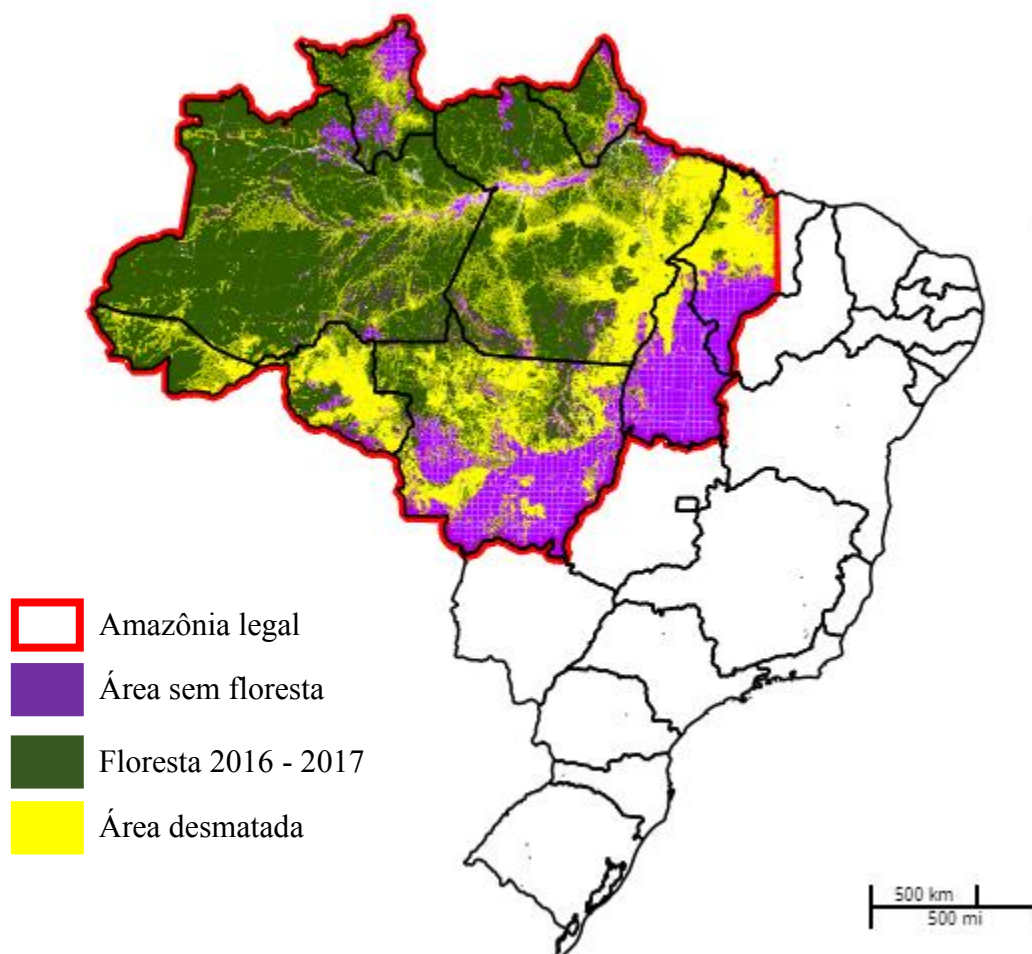 Amazônia legal
Área sem floresta
Floresta 2016 - 2017
Área desmatada
500 km
500 mi